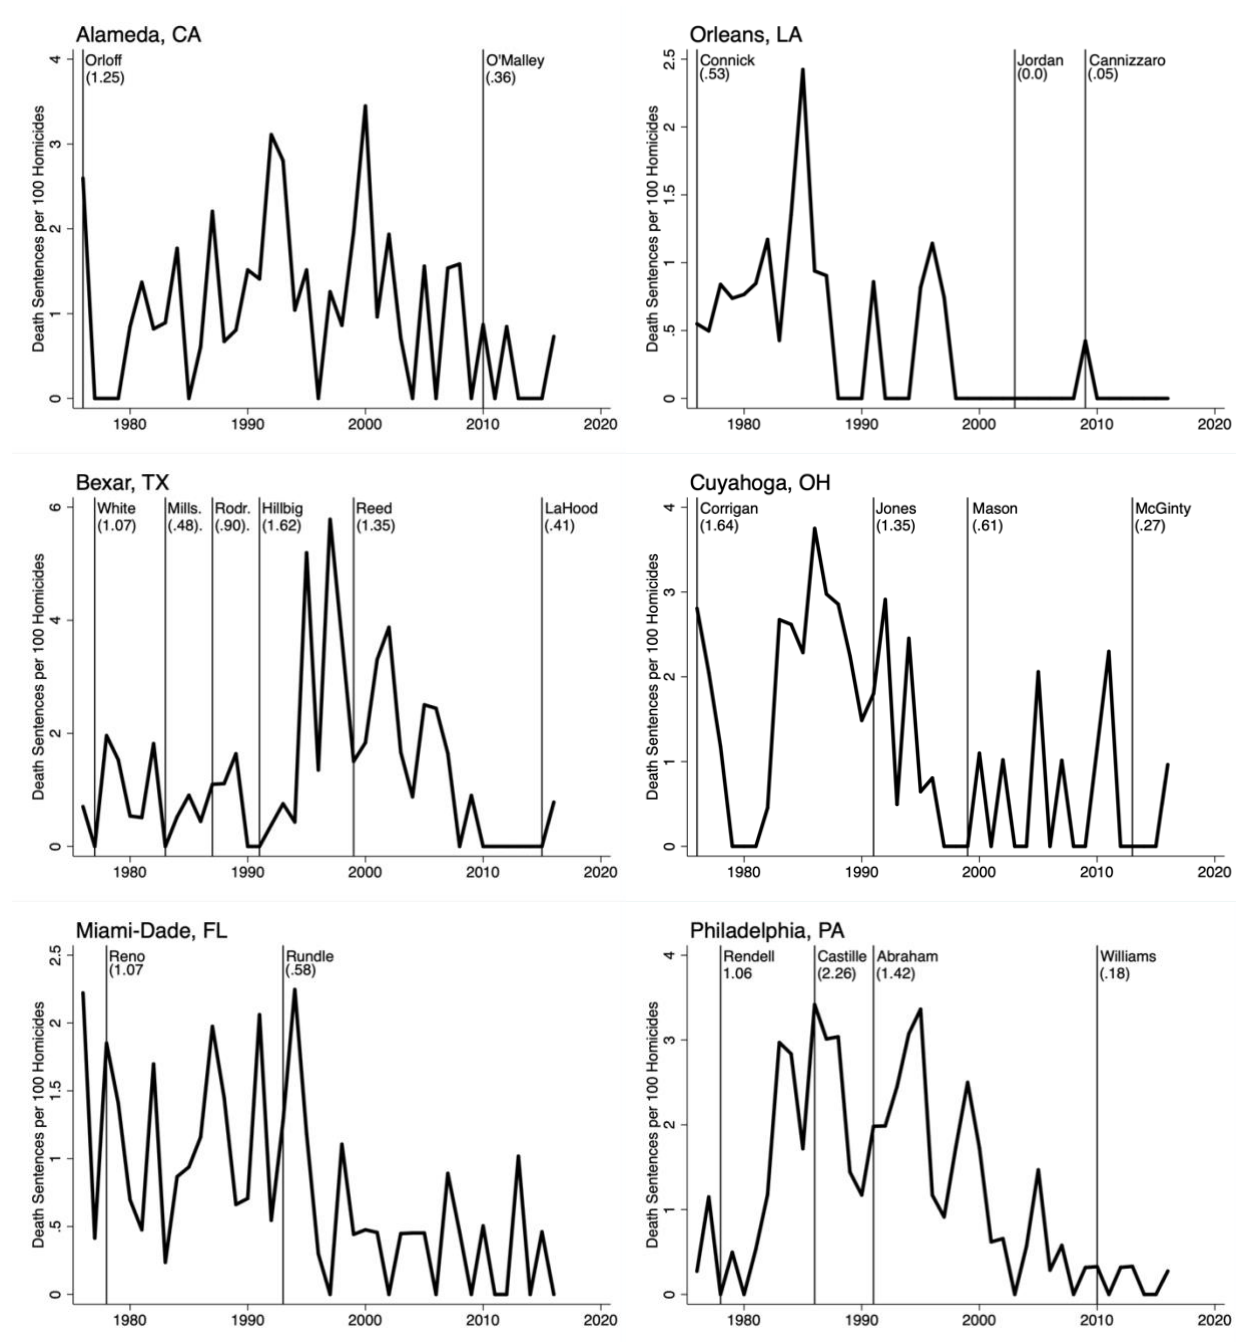 Alameda, CA
Orloff
(1.25)
O'Malley
(.36)
Death Sentences per 100 Homicides
4
3
2
1
0
1980 1990 2000 2010 2020
Orleans, LA
Connick
(.53)
Jordan
(0.0)
Cannizzaro
(.05)
Death Sentences per 100 Homicides
2.5
2
1.5
1
.5
0
1980 1990 2000 2010 2020
Bexar, TX
White
(1.07)
Mills.
(.48).
Rodr.
(.90).
Hillbig
(1.62)
Reed
(1.35)
LaHood
(.41)
Death Sentences per 100 Homicides
6
4
2
0
1980 1990 2000 2010 2020
Cuyahoga, OH
Corrigan
(1.64)
Jones
(1.35)
Mason
(.61)
McGinty
(.27)
Death Sentences per 100 Homicides
4
3
2
1
0
1980 1990 2000 2010 2020
Miami-Dade, FL
Reno
(1.07
Rundle
(.58)
Death Sentences per 100 Homicides
2.5
2
1.5
1
.5
0
1980 1990 2000 2010 2020
Philadelphia, PA
Rendell
1.06
Castille
(2.26)
Abraham
(1.42)
Williams
(.18)
Death Sentences per 100 Homicides
4
3
2
1
0
1980 1990 2000 2010 2020